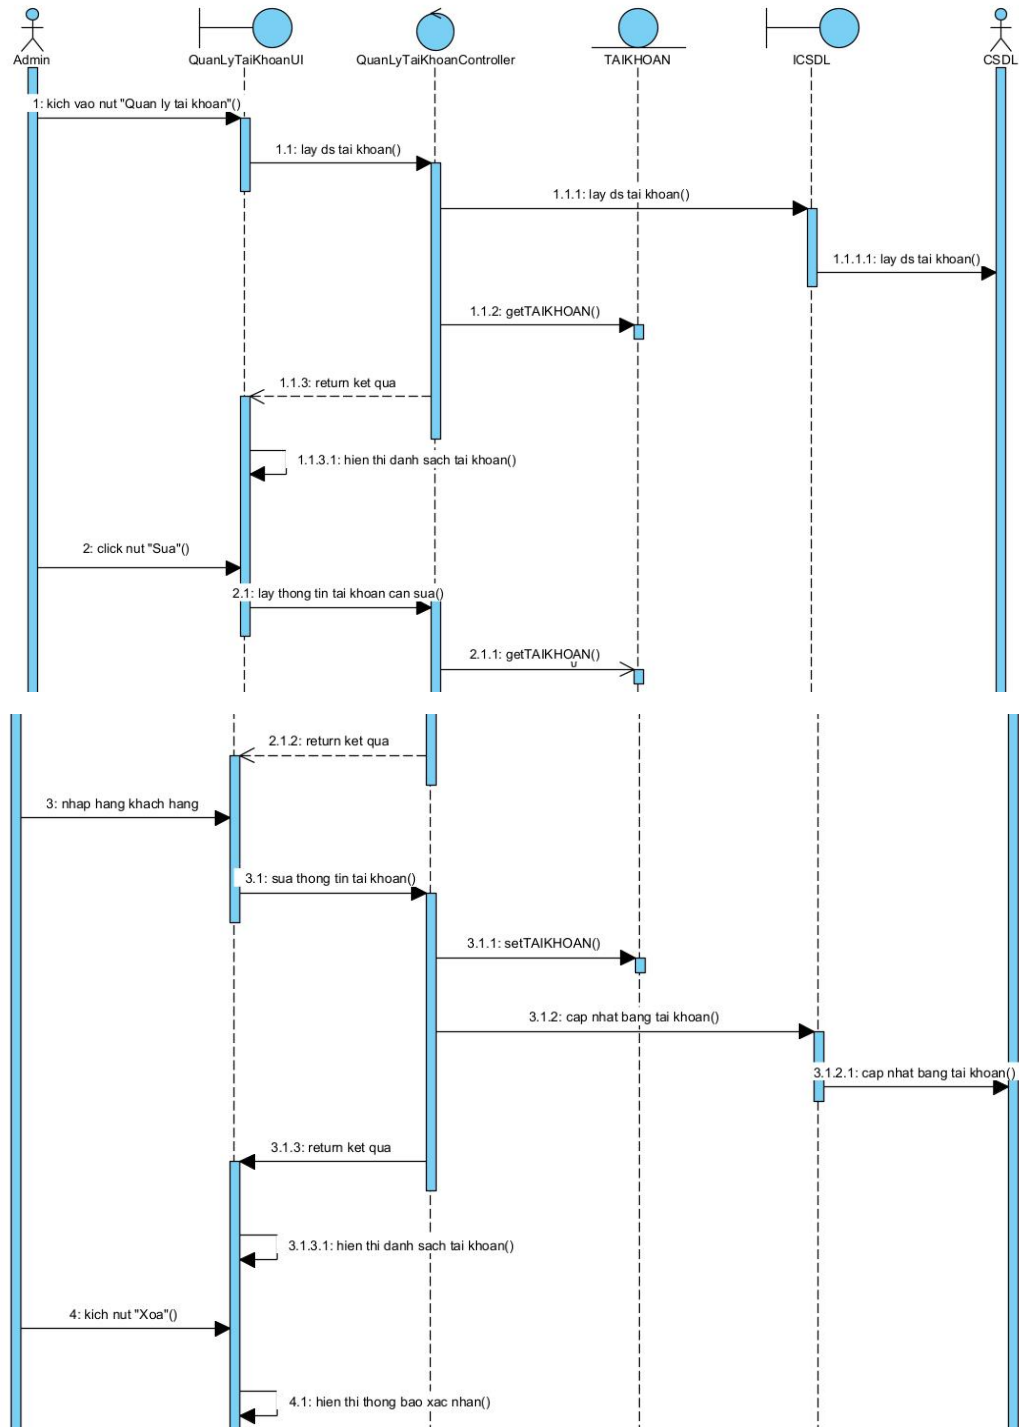 Admin
QuanLyTaiKhoanUI
QuanLyTaiKhoanController
TAIKHOAN
ICSDL
CSDL
1: kich vao nut "Quan ly tai khoan"()
1.1: lay ds tai khoan()
1.1.1: lay ds tai khoan()
1.1.1.1: lay ds tai khoan()
1.1.2: getTAIKHOAN()
1.1.3: return ket qua
1.1.3.1: hien thi danh sach tai khoan()
2: click nut "Sua"()
2.1: lay thong tin tai khoan can sua()
2.1.1: getTAIKHOAN()
2.1.2: return ket qua
3: nhap hang khach hang
3.1: sua thong tin tai khoan()
3.1.1: setTAIKHOAN()
3.1.2: cap nhat bang tai khoan()
3.1.2.1: cap nhat bang tai khoan()
3.1.3: return ket qua
3.1.3.1: hien thi danh sach tai khoan()
4: kich nut "Xoa"()
4.1: hien thi thong bao xac nhan()